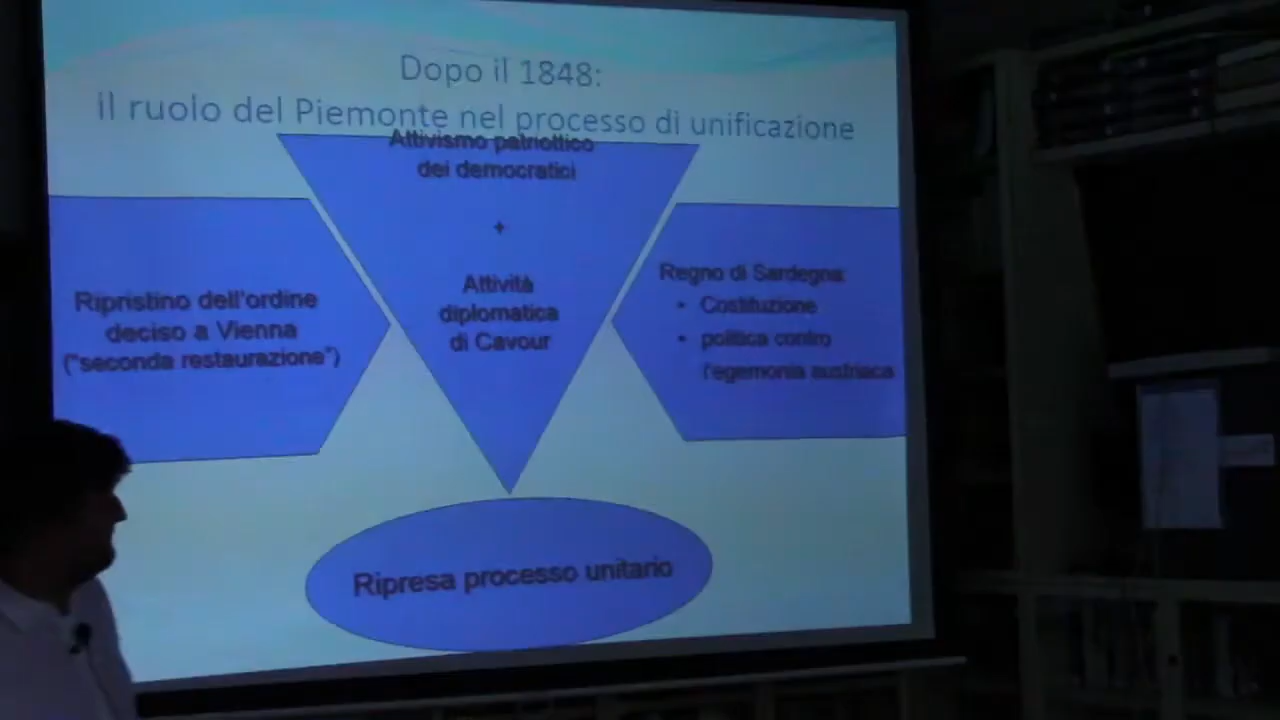 Dopo il 1848:
il ruolo del Piemonte nel processo di unificazione
Attivismo patriottico
dei democratici
+
Attività
diplomatica
di Cavour
Ripristino dell'ordine
deciso a Vienna
("seconda restaurazione")
Regno di Sardegna:
• Costituzione
• politica contro
l'egemonia austriaca
Ripresa processo unitario